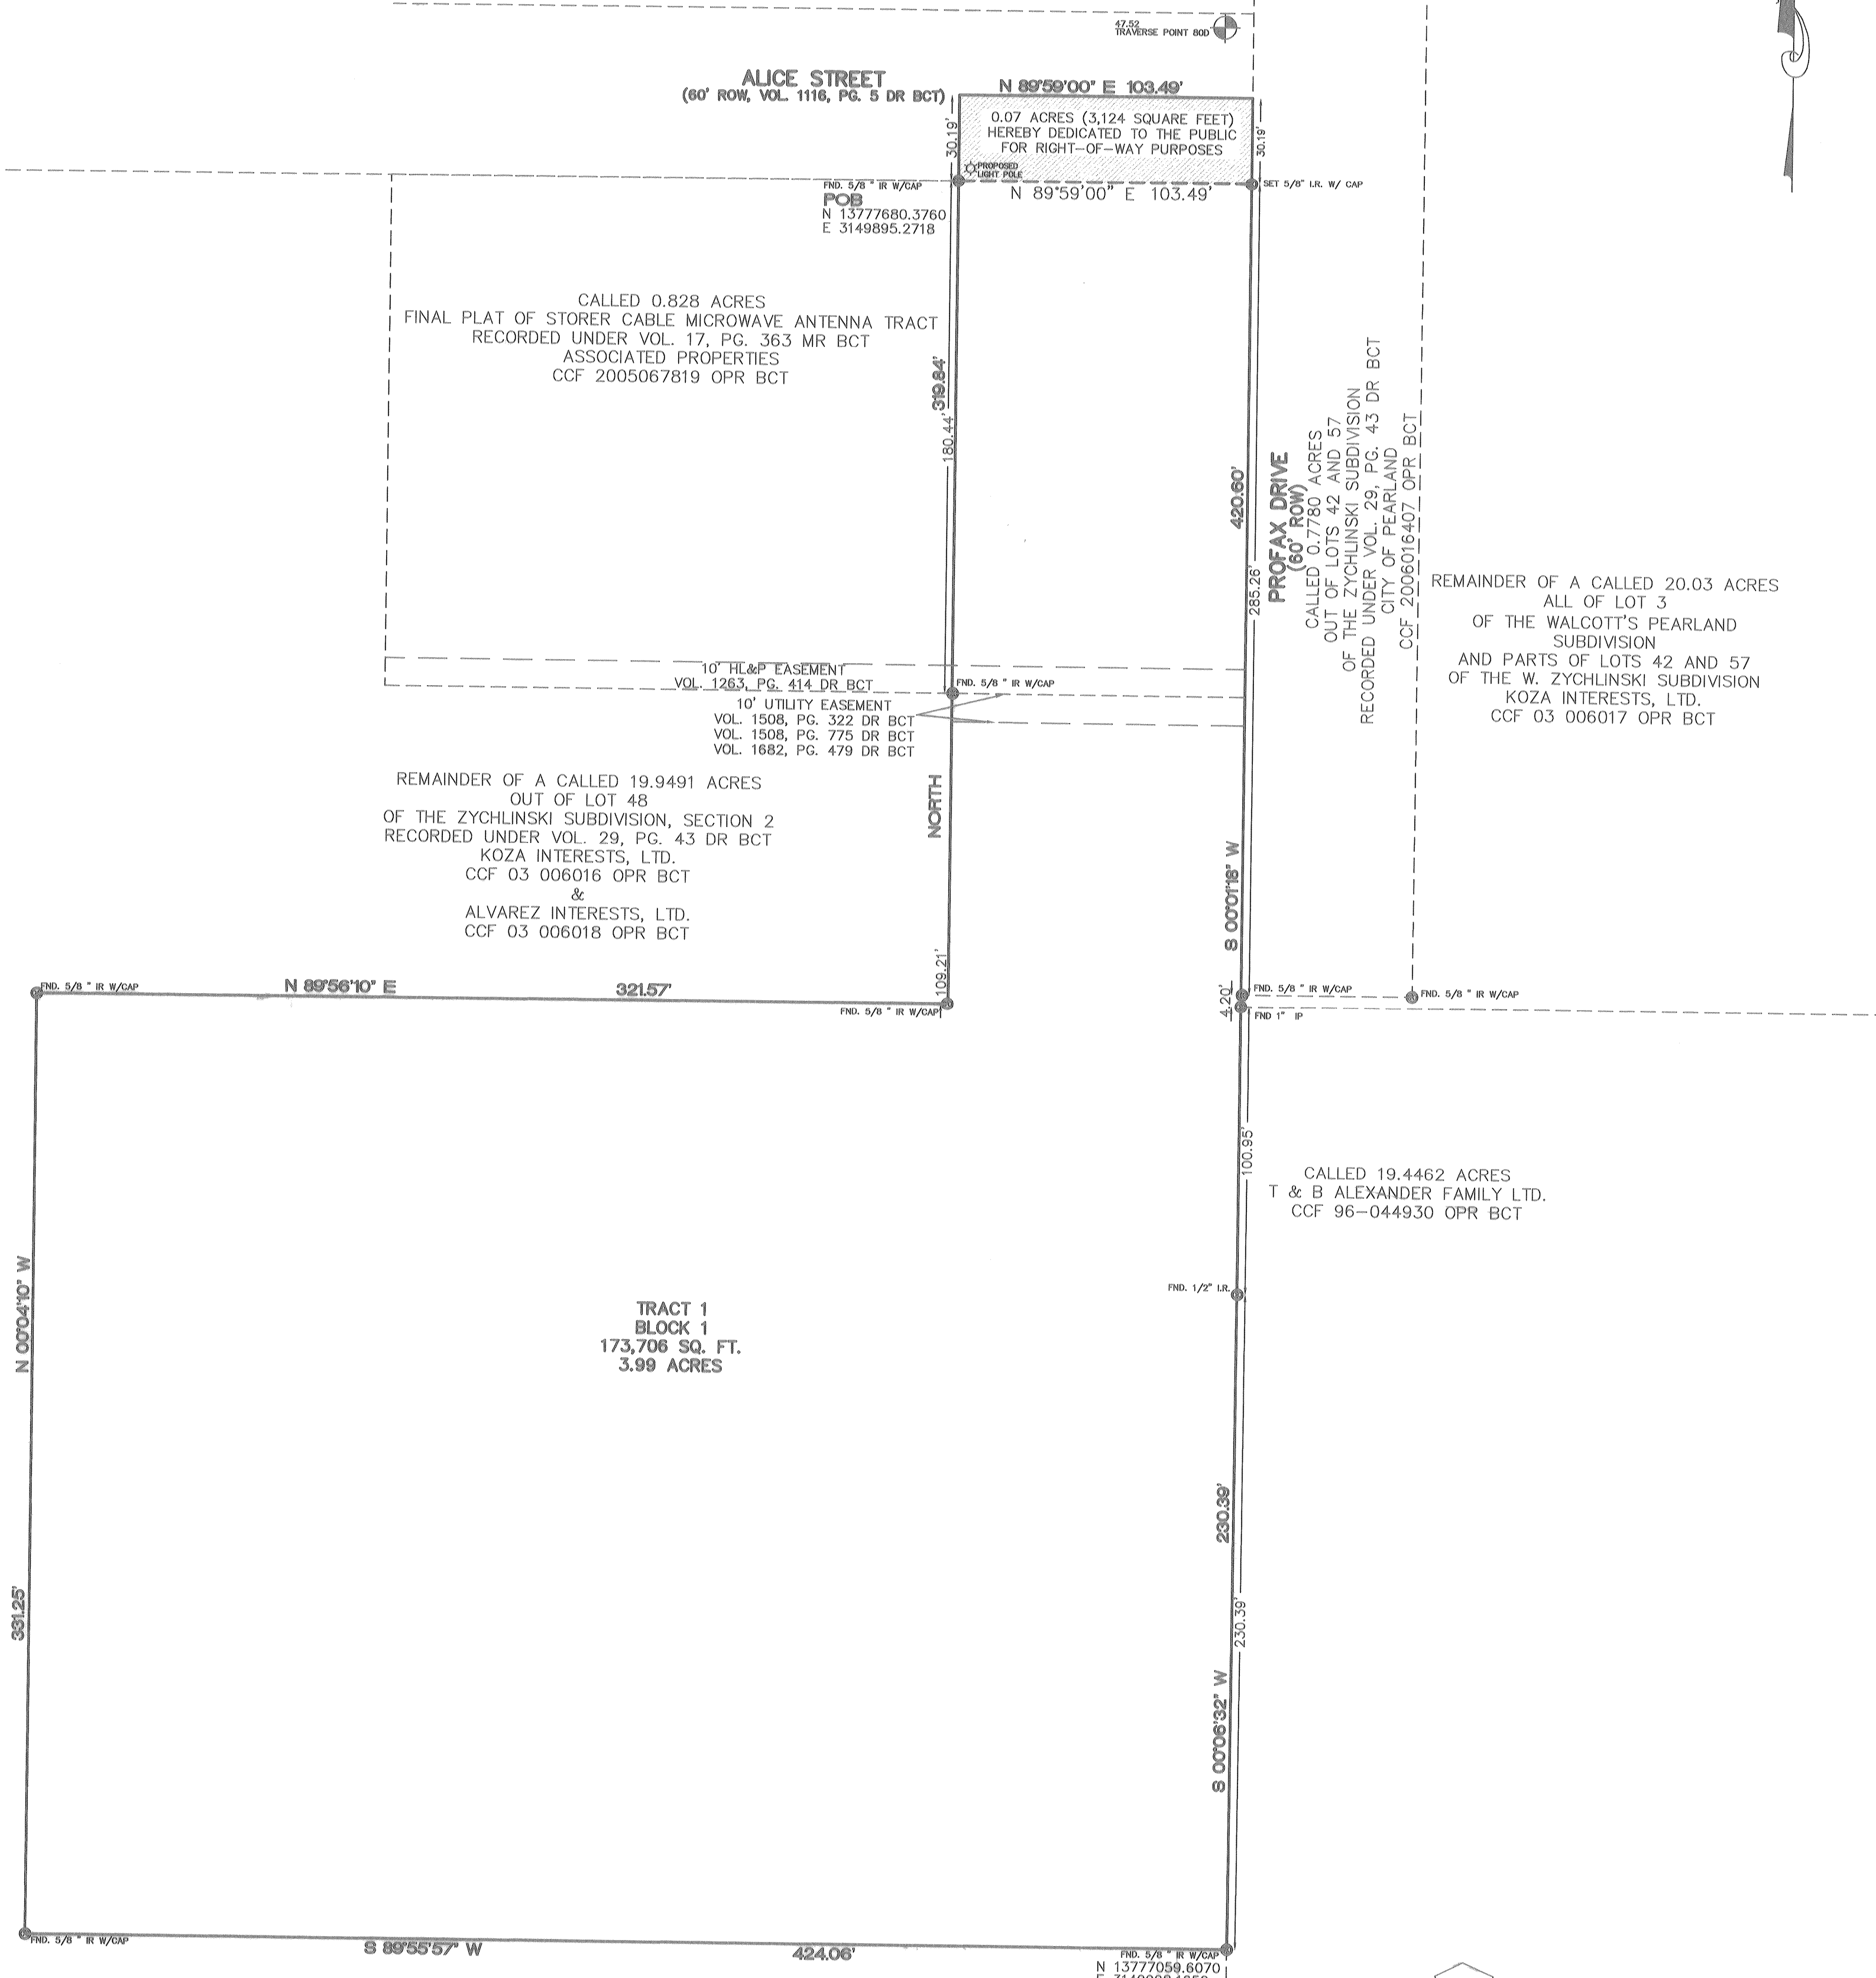 47.52
TRAVERSE POINT 80D
ALICE STREET
(60' ROW, VOL. 1116, PG. 5 DR BCT)
N 89°59'00" E 103.49'
30.19'
0.07 ACRES (3,124 SQUARE FEET)
HEREBY DEDICATED TO THE PUBLIC
FOR RIGHT-OF-WAY PURPOSES
30.19'
PROPOSED
LIGHT POLE
FND. 5/8 " IR W/CAP
POB
N 13777680.3760
E 3149895.2718
N 89°59'00" E 103.49'
SET 5/8" I.R. W/ CAP
CALLED 0.828 ACRES
FINAL PLAT OF STORER CABLE MICROWAVE ANTENNA TRACT
RECORDED UNDER VOL. 17, PG. 363 MR BCT
ASSOCIATED PROPERTIES
CCF 2005067819 OPR BCT
319.84'
180.44'
420.60'
285.26'
PROFAX DRIVE
(60' ROW)
CALLED 0.7780 ACRES
OUT OF LOTS 42 AND 57
OF THE ZYCHLINSKI SUBDIVISION
RECORDED UNDER VOL. 29, PG. 43 DR BCT
CITY OF PEARLAND
CCF 2006016407 OPR BCT
REMAINDER OF A CALLED 20.03 ACRES
ALL OF LOT 3
OF THE WALCOTT'S PEARLAND
SUBDIVISION
AND PARTS OF LOTS 42 AND 57
OF THE W. ZYCHLINSKI SUBDIVISION
KOZA INTERESTS, LTD.
CCF 03 006017 OPR BCT
10' HL&P EASEMENT
VOL. 1263, PG. 414 DR BCT
FND. 5/8 " IR W/CAP
10' UTILITY EASEMENT
VOL. 1508, PG. 322 DR BCT
VOL. 1508, PG. 775 DR BCT
VOL. 1682, PG. 479 DR BCT
REMAINDER OF A CALLED 19.9491 ACRES
OUT OF LOT 48
OF THE ZYCHLINSKI SUBDIVISION, SECTION 2
RECORDED UNDER VOL. 29, PG. 43 DR BCT
KOZA INTERESTS, LTD.
CCF 03 006016 OPR BCT
&
ALVAREZ INTERESTS, LTD.
CCF 03 006018 OPR BCT
NORTH
109.21'
S 00°01'18" W
FND. 5/8 " IR W/CAP
N 89°56'10" E 321.57'
FND. 5/8 " IR W/CAP
4.20'
FND. 5/8 " IR W/CAP
FND. 5/8 " IR W/CAP
FND 1" IP
100.95'
CALLED 19.4462 ACRES
T & B ALEXANDER FAMILY LTD.
CCF 96-044930 OPR BCT
FND. 1/2" I.R.
N 00°04'10" W
331.25'
TRACT 1
BLOCK 1
173,706 SQ. FT.
3.99 ACRES
230.39'
230.39'
S 00°06'32" W
FND. 5/8 " IR W/CAP
S 89°55'57" W 424.06'
FND. 5/8 " IR W/CAP
N 13777059.6070